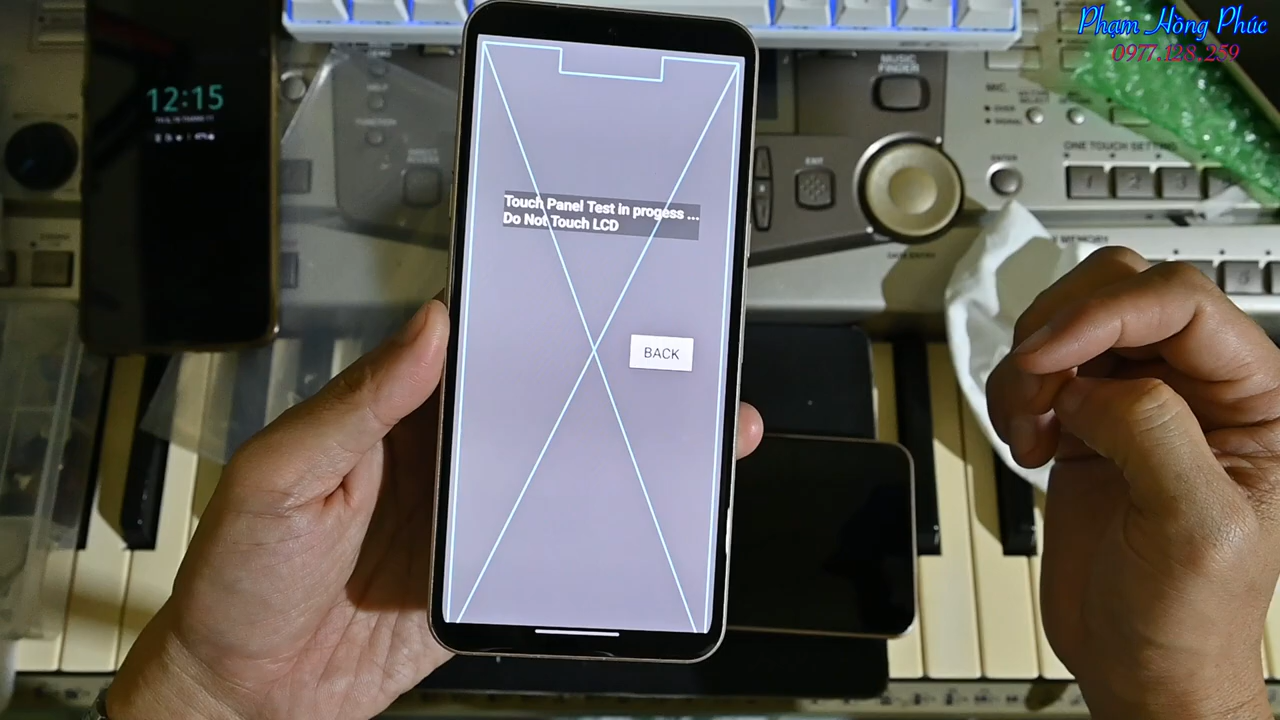 Phạm Hồng Phúc
0977.128.259
12:15
MUSIC
FINDER
EXIT
ENTER
ONE TOUCH SETTING
1 2 3
Touch Panel Test in progess ...
Do Not Touch LCD
BACK